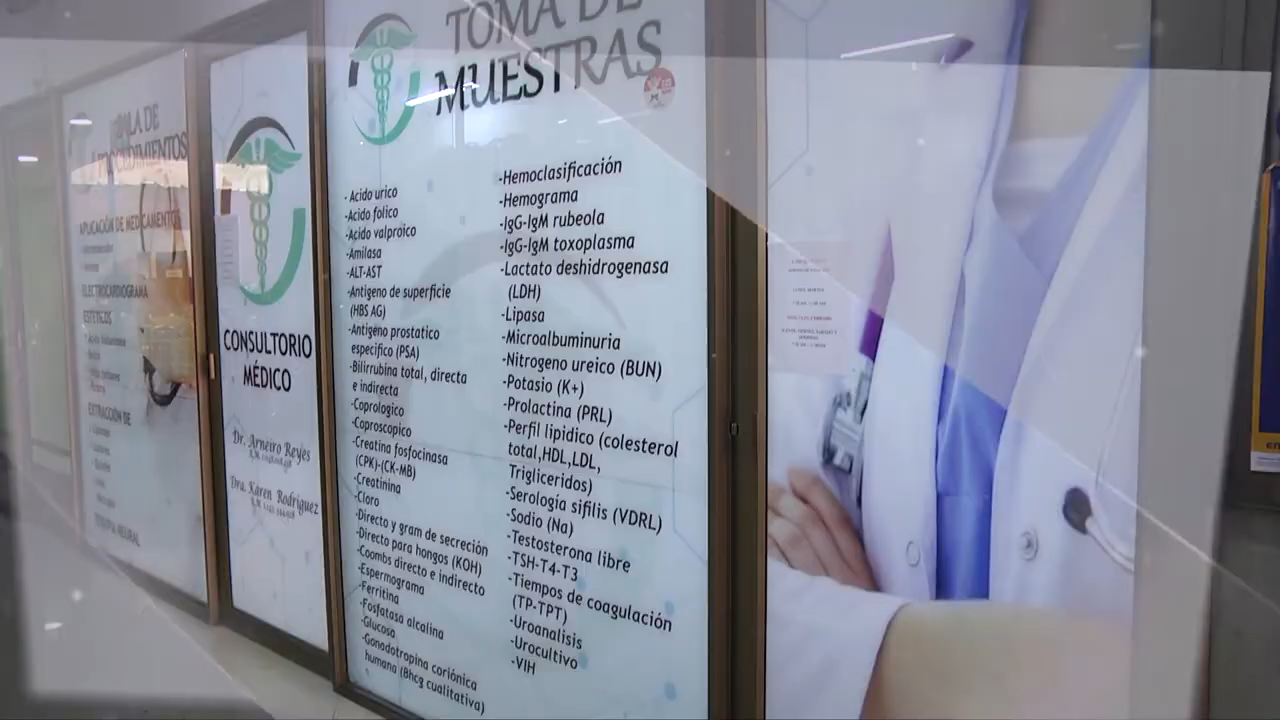 SALA DE
PROCEDIMIENTOS
APLICACIÓN DE MEDICAMENTOS
ELECTROCARDIOGRAMA
EXTRACCIÓN DE
CONSULTORIO
MÉDICO
Dr. Arneiro Reyes
Dra. Karen Rodriguez
TOMA DE
MUESTRAS
- Acido urico
-Acido folico
-Acido valproico
-Amilasa
-ALT-AST
-Antigeno de superficie
(HBS AG)
-Antigeno prostatico
especifico (PSA)
-Bilirrubina total, directa
e indirecta
-Coprologico
-Coproscopico
-Creatina fosfocinasa
(CPK)-(CK-MB)
-Creatinina
-Cloro
-Directo y gram de secreción
-Directo para hongos (KOH)
-Coombs directo e indirecto
-Espermograma
-Ferritina
-Fosfatasa alcalina
-Glucosa
-Gonadotropina coriónica
humana (Bhcg cualitativa)
-Hemoclasificación
-Hemograma
-IgG-IgM rubeola
-IgG-IgM toxoplasma
-Lactato deshidrogenasa
(LDH)
-Lipasa
-Microalbuminuria
-Nitrogeno ureico (BUN)
-Potasio (K+)
-Prolactina (PRL)
-Perfil lipidico (colesterol
total,HDL,LDL,
Trigliceridos)
-Serologia sifilis (VDRL)
-Sodio (Na)
-Testosterona libre
-TSH-T4-T3
-Tiempos de coagulación
(TP-TPT)
-Uroanalisis
-Urocultivo
-VIH